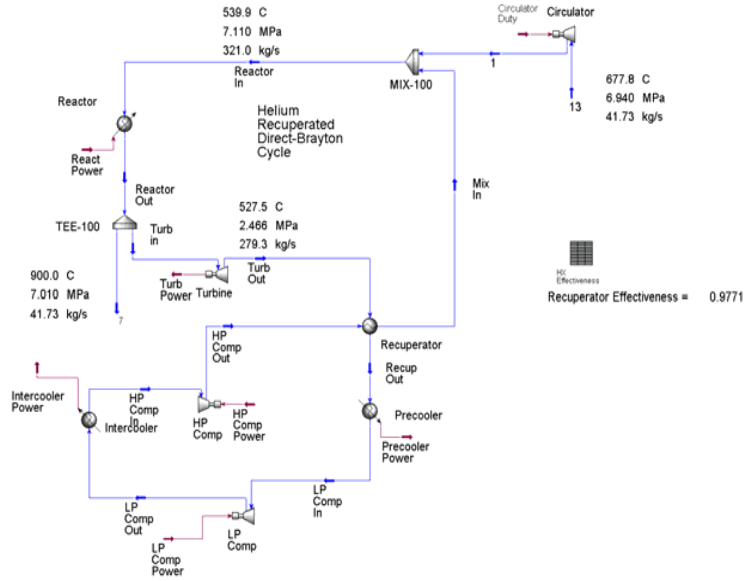 539.9 C
7.110 MPa
321.0 kg/s
Reactor
In
Circulator
Duty
Circulator
MIX-100
1
677.8 C
6.940 MPa
41.73 kg/s
13
Reactor
Helium
Recuperated
Direct-Brayton
Cycle
React
Power
Reactor
Out
Mix
In
TEE-100
Turb
in
527.5 C
2.466 MPa
279.3 kg/s
Turb
Out
Turb
Power
Turbine
900.0 C
7.010 MPa
41.73 kg/s
7
HX
Effectiveness
Recuperator Effectiveness = 0.9771
HP
Comp
Out
Recuperator
Recup
Out
Intercooler
Power
HP
Comp
In
Intercooler
HP
Comp
HP
Comp
Power
Precooler
Precooler
Power
LP
Comp
Out
LP
Comp
In
LP
Comp
LP
Comp
Power